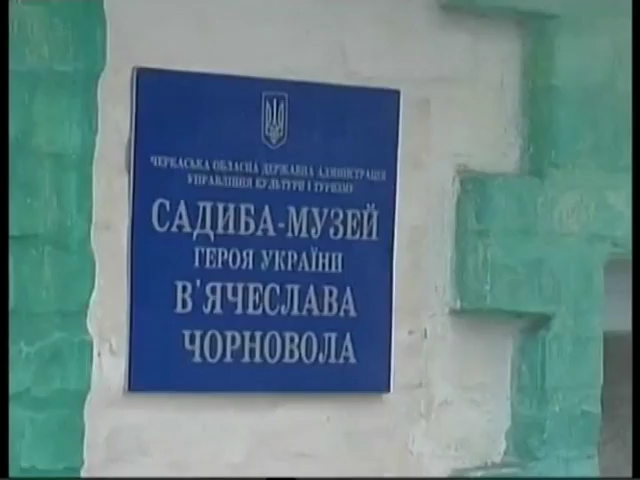 ЧЕРКАСЬКА ОБЛАСНА ДЕРЖАВНА АДМІНІСТРАЦІЯ
УПРАВЛІННЯ КУЛЬТУРИ І ТУРИЗМУ
САДИБА-МУЗЕЙ
ГЕРОЯ УКРАЇНИ
В'ЯЧЕСЛАВА
ЧОРНОВОЛА